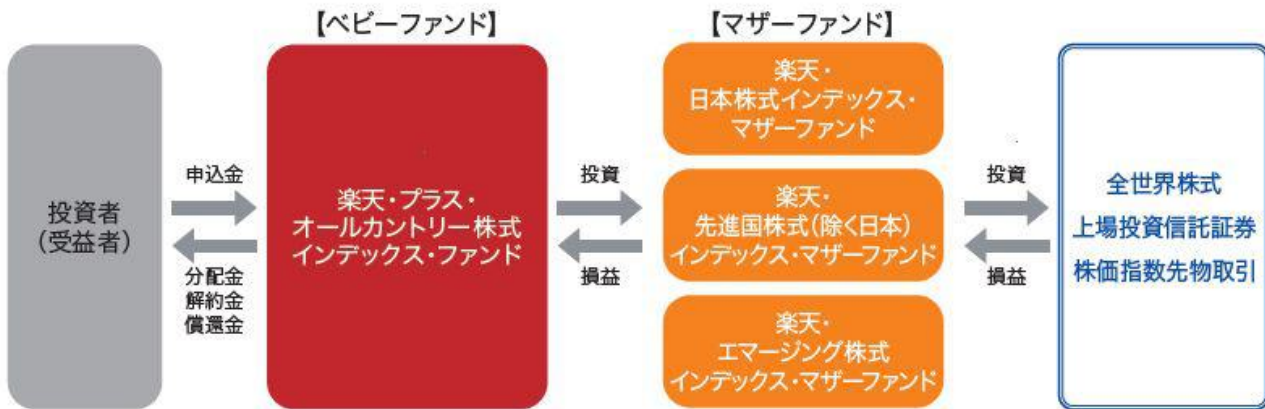 【ベビーファンド】
【マザーファンド】
投資者
（受益者）
申込金
分配金
解約金
償還金
楽天・プラス・
オールカントリー株式
インデックス・ファンド
投資
損益
楽天・
日本株式インデックス・
マザーファンド
楽天・
先進国株式（除く日本）
インデックス・マザーファンド
楽天・
エマージング株式
インデックス・マザーファンド
投資
損益
全世界株式
上場投資信託証券
株価指数先物取引